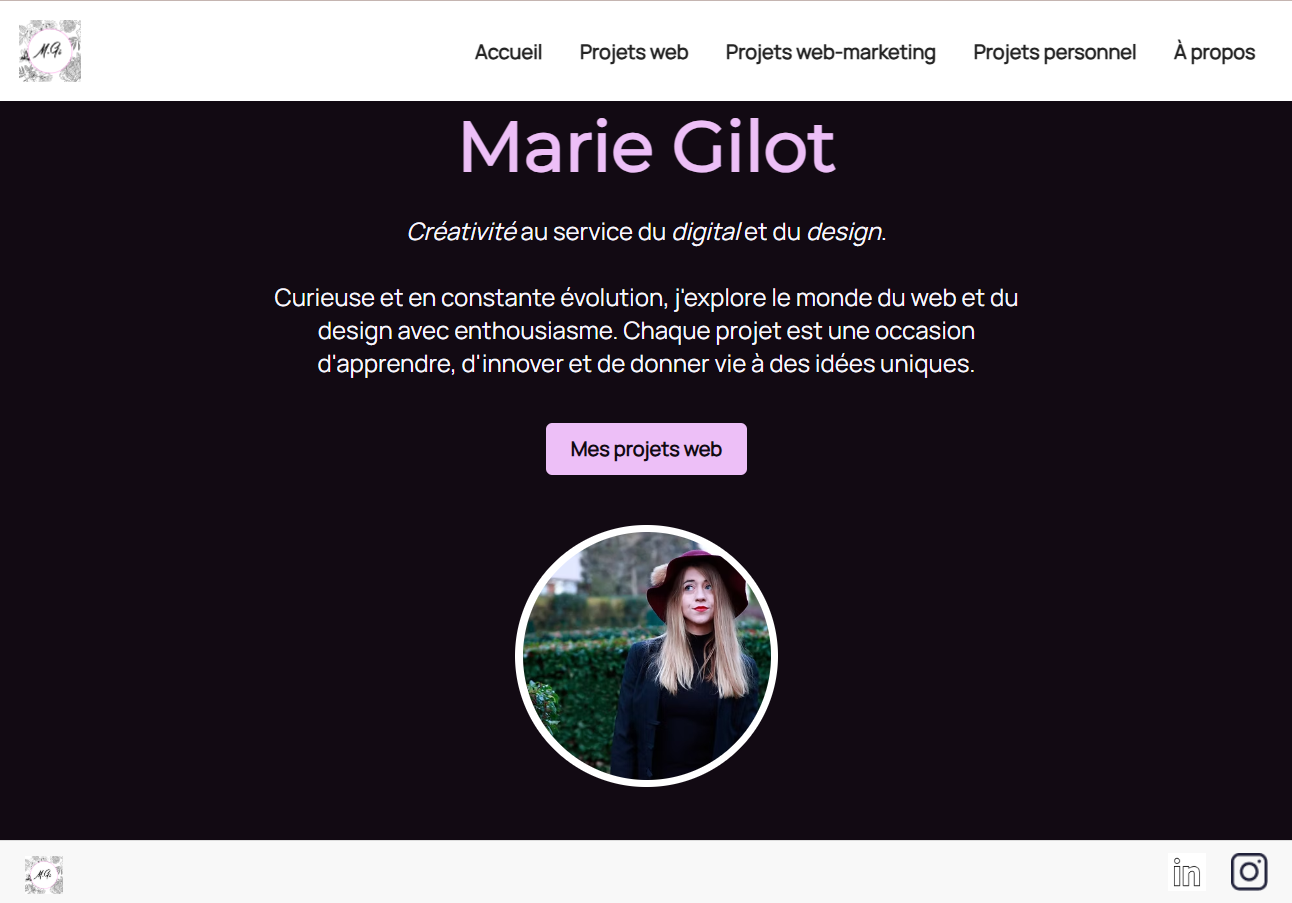 M.G.
Accueil Projets web Projets web-marketing Projets personnel À propos
Marie Gilot
Créativité au service du digital et du design.
Curieuse et en constante évolution, j'explore le monde du web et du
design avec enthousiasme. Chaque projet est une occasion
d'apprendre, d'innover et de donner vie à des idées uniques.
Mes projets web
M.G.
in